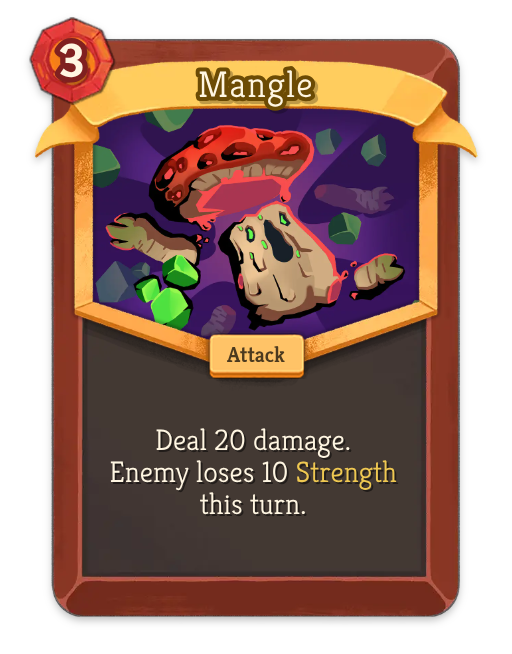 3
Mangle
Attack
Deal 20 damage.
Enemy loses 10 Strength
this turn.